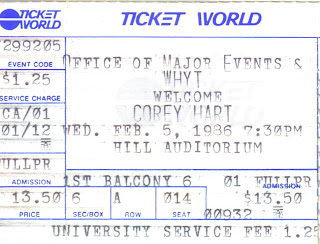 TICKET WORLD TICKET WORLD
299205 OFFICE OF MAJOR EVENTS &
EVENT CODE WHYT
$1.25 WELCOME
SERVICE CHARGE COREY HART
CA/01
01/12 WED. FEB. 5, 1986 7:30PM
ULLPR HILL AUDITORIUM
ADMISSION 1ST BALCONY 6 01 FULLPR ADMISSION
13.50 6 A 014 $13.50
PRICE SEC/BOX ROW SEAT 00932
UNIVERSITY SERVICE FEE 1.25